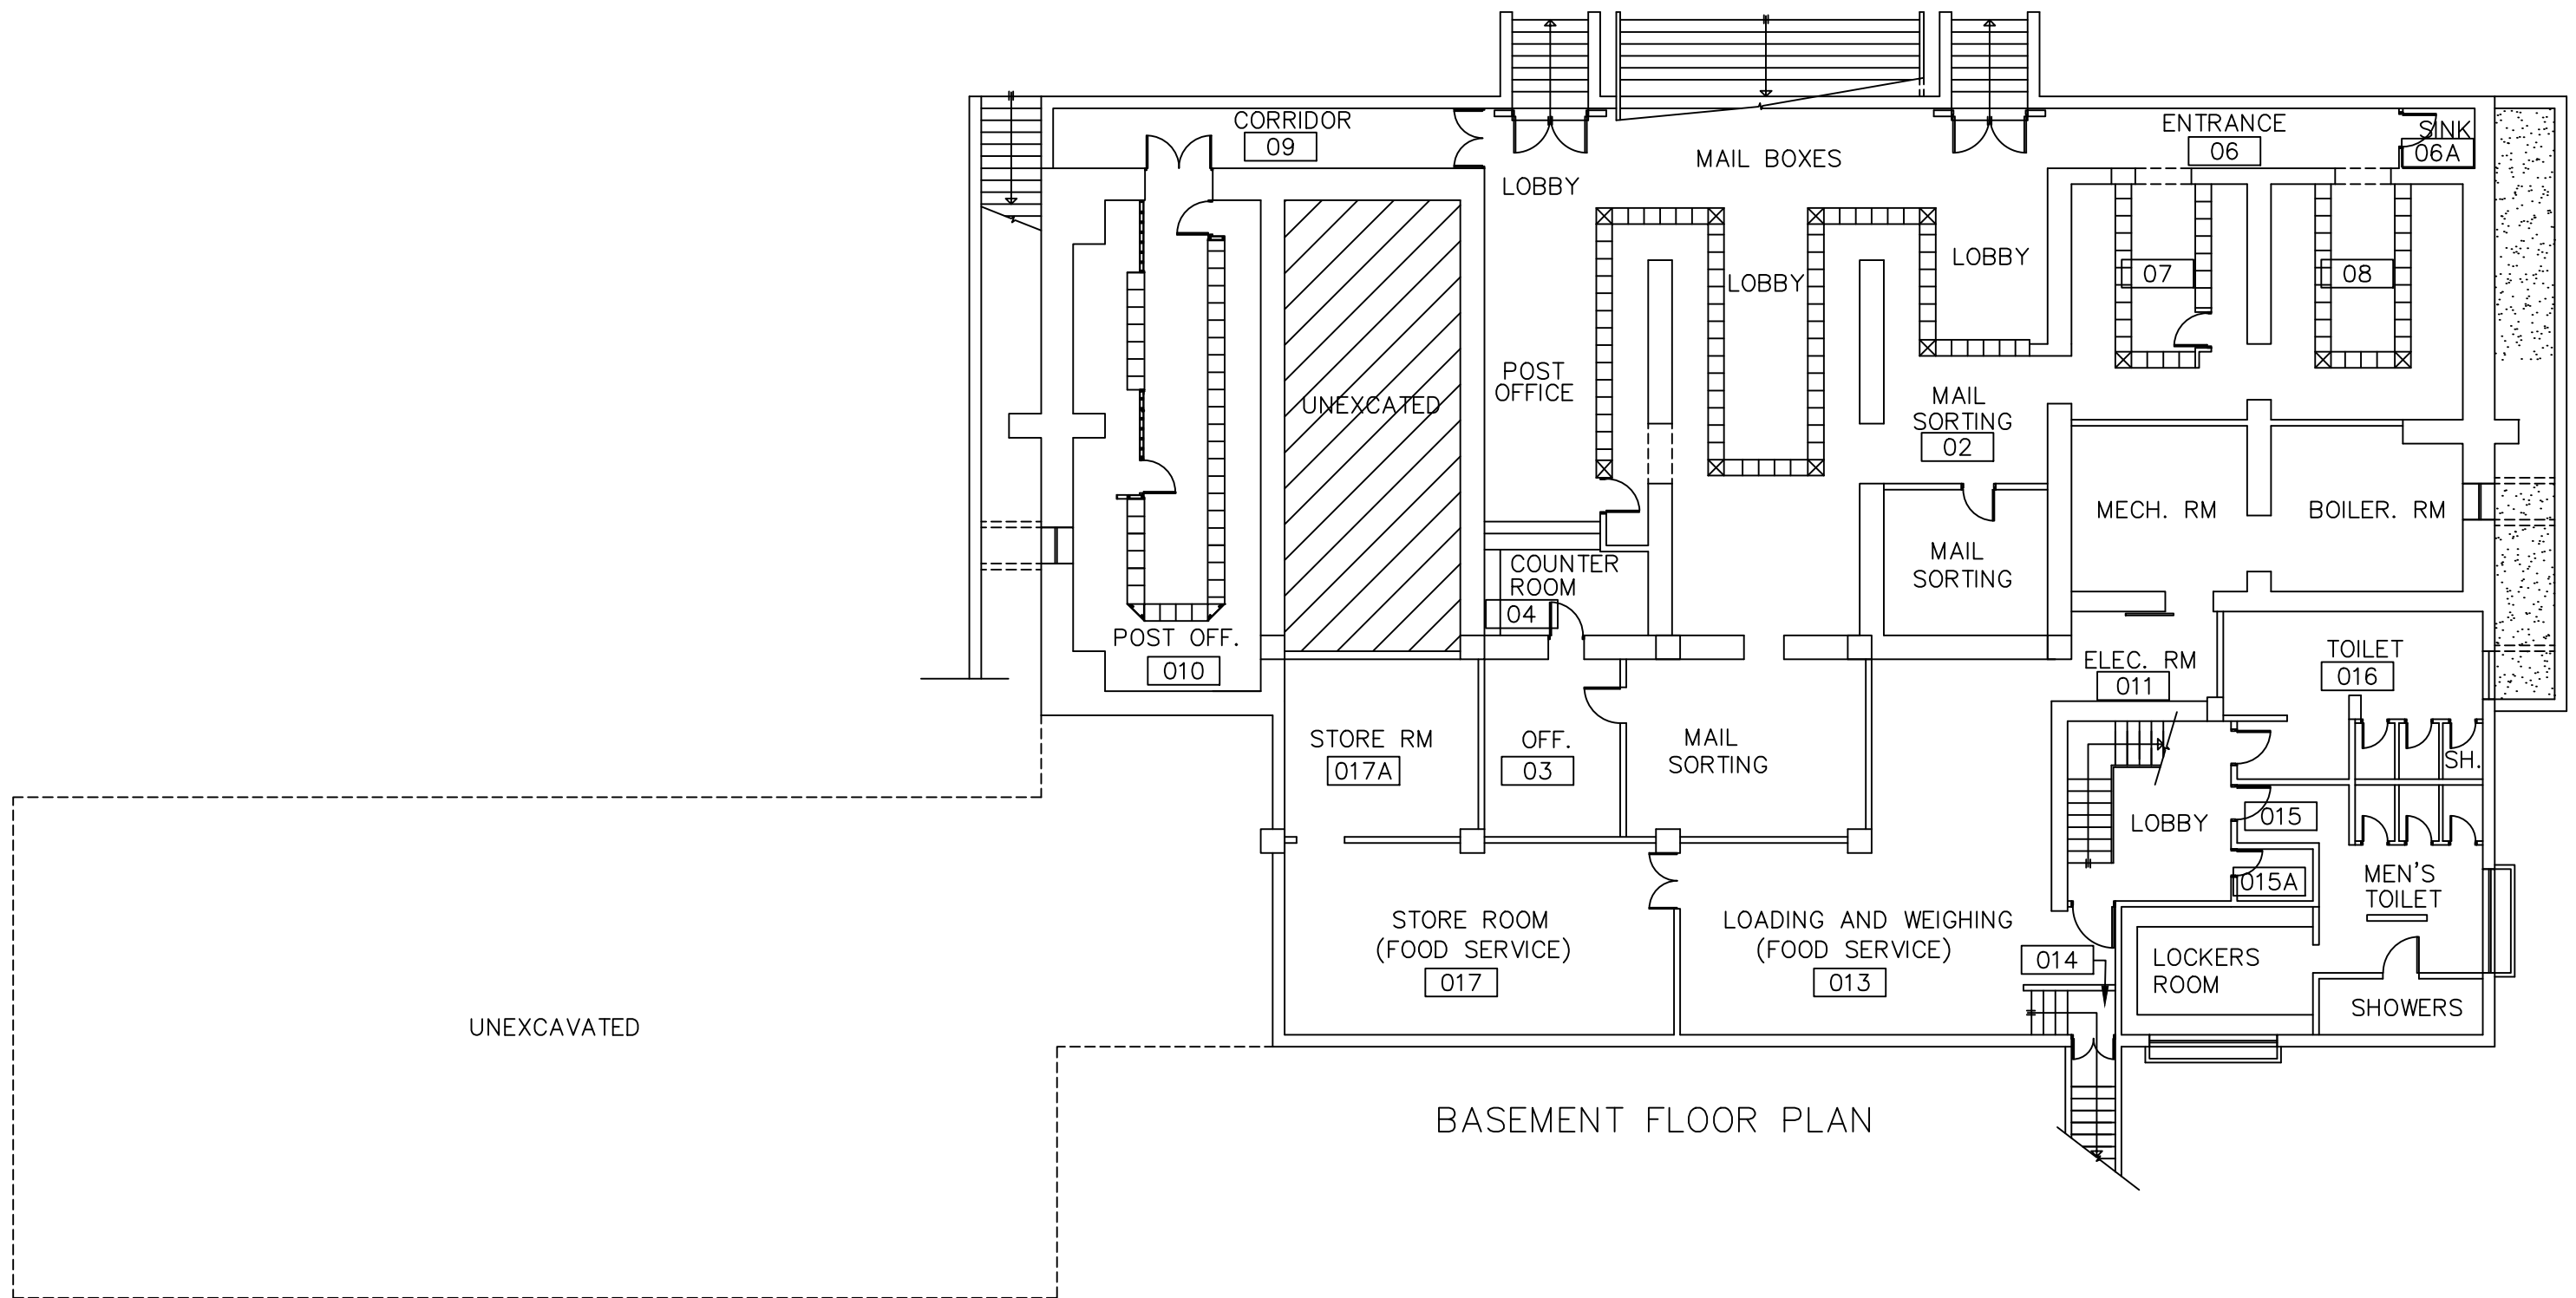 CORRIDOR
09
ENTRANCE
06
SINK
06A
MAIL BOXES
LOBBY
LOBBY
LOBBY
07
08
POST
OFFICE
UNEXCATED
MAIL
SORTING
02
MECH. RM
BOILER. RM
MAIL
SORTING
COUNTER
ROOM
04
POST OFF.
010
ELEC. RM
011
TOILET
016
STORE RM
017A
OFF.
03
MAIL
SORTING
SH.
LOBBY
015
015A
MEN'S
TOILET
STORE ROOM
(FOOD SERVICE)
017
LOADING AND WEIGHING
(FOOD SERVICE)
013
014
LOCKERS
ROOM
SHOWERS
UNEXCAVATED
BASEMENT FLOOR PLAN